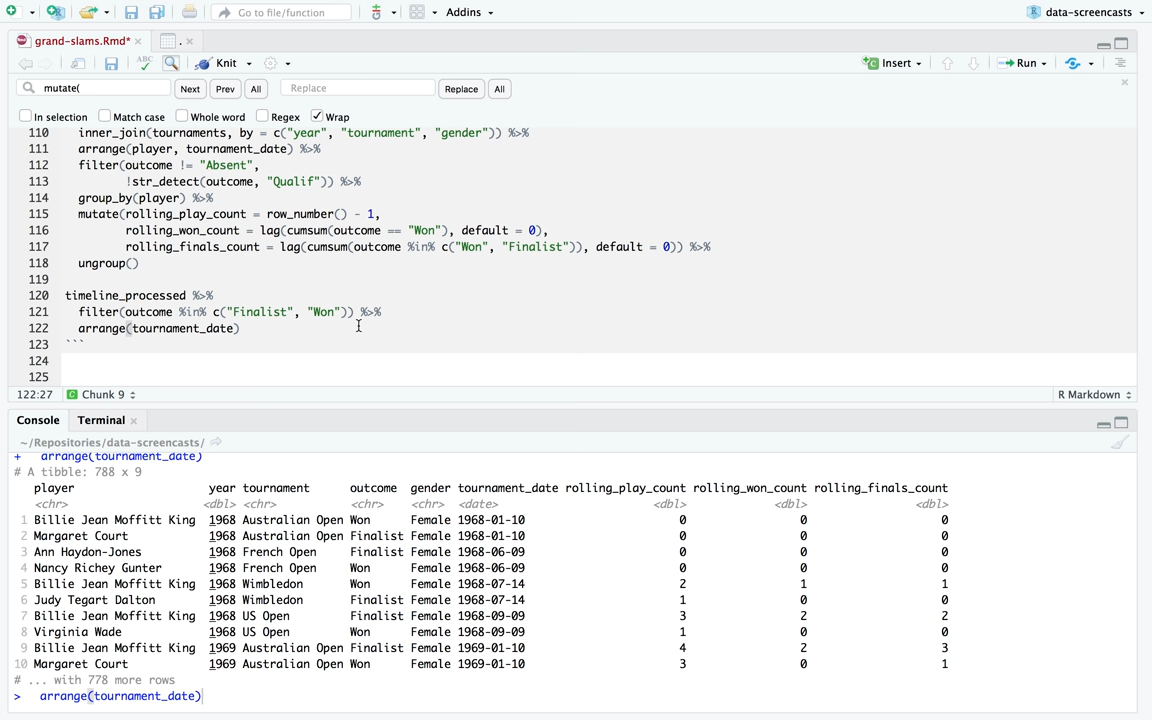 Go to file/function
Addins
data-screencasts
grand-slams.Rmd*
.
ABC
Knit
Insert
Run
mutate(
Next
Prev
All
Replace
Replace
All
In selection
Match case
Whole word
Regex
Wrap
110 inner_join(tournaments, by = c("year", "tournament", "gender")) %>%
111 arrange(player, tournament_date) %>%
112 filter(outcome != "Absent",
113 !str_detect(outcome, "Qualif")) %>%
114 group_by(player) %>%
115 mutate(rolling_play_count = row_number() - 1,
116 rolling_won_count = lag(cumsum(outcome == "Won"), default = 0),
117 rolling_finals_count = lag(cumsum(outcome %in% c("Won", "Finalist")), default = 0)) %>%
118 ungroup()
119
120 timeline_processed %>%
121 filter(outcome %in% c("Finalist", "Won")) %>%
122 arrange(tournament_date)
123 ```
124
125
122:27 C Chunk 9 R Markdown
Console Terminal
~/Repositories/data-screencasts/
+ arrange(tournament_date)
# A tibble: 788 x 9
player year tournament outcome gender tournament_date rolling_play_count rolling_won_count rolling_finals_count
<chr> <dbl> <chr> <chr> <chr> <date> <dbl> <dbl> <dbl>
1 Billie Jean Moffitt King 1968 Australian Open Won Female 1968-01-10 0 0 0
2 Margaret Court 1968 Australian Open Finalist Female 1968-01-10 0 0 0
3 Ann Haydon-Jones 1968 French Open Finalist Female 1968-06-09 0 0 0
4 Nancy Richey Gunter 1968 French Open Won Female 1968-06-09 0 0 0
5 Billie Jean Moffitt King 1968 Wimbledon Won Female 1968-07-14 2 1 1
6 Judy Tegart Dalton 1968 Wimbledon Finalist Female 1968-07-14 1 0 0
7 Billie Jean Moffitt King 1968 US Open Finalist Female 1968-09-09 3 2 2
8 Virginia Wade 1968 US Open Won Female 1968-09-09 1 0 0
9 Billie Jean Moffitt King 1969 Australian Open Finalist Female 1969-01-10 4 2 3
10 Margaret Court 1969 Australian Open Won Female 1969-01-10 3 0 1
# ... with 778 more rows
> arrange(tournament_date)